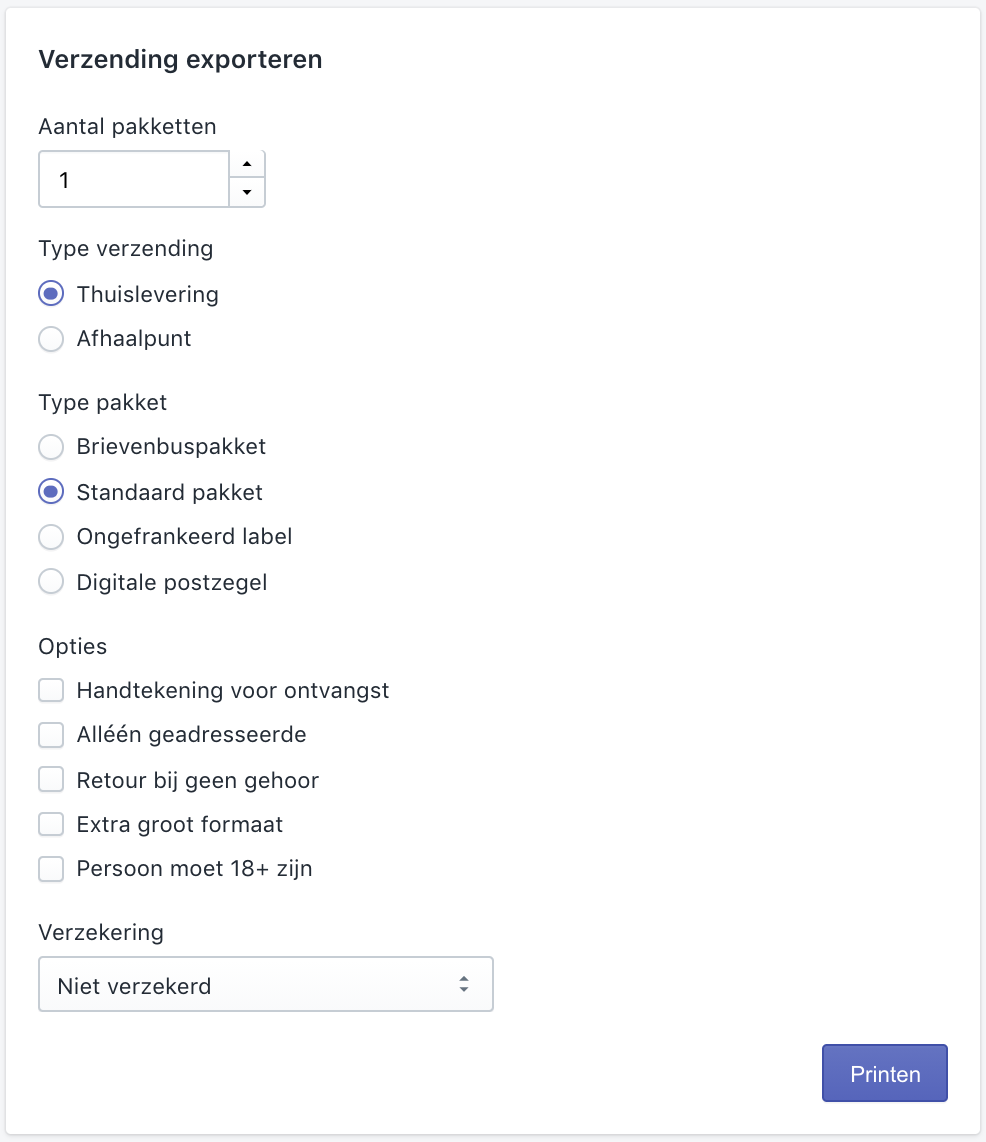 Verzending exporteren
Aantal pakketten
1
Type verzending
Thuislevering
Afhaalpunt
Type pakket
Brievenbuspakket
Standaard pakket
Ongefrankeerd label
Digitale postzegel
Opties
Handtekening voor ontvangst
Alléén geadresseerde
Retour bij geen gehoor
Extra groot formaat
Persoon moet 18+ zijn
Verzekering
Niet verzekerd
Printen